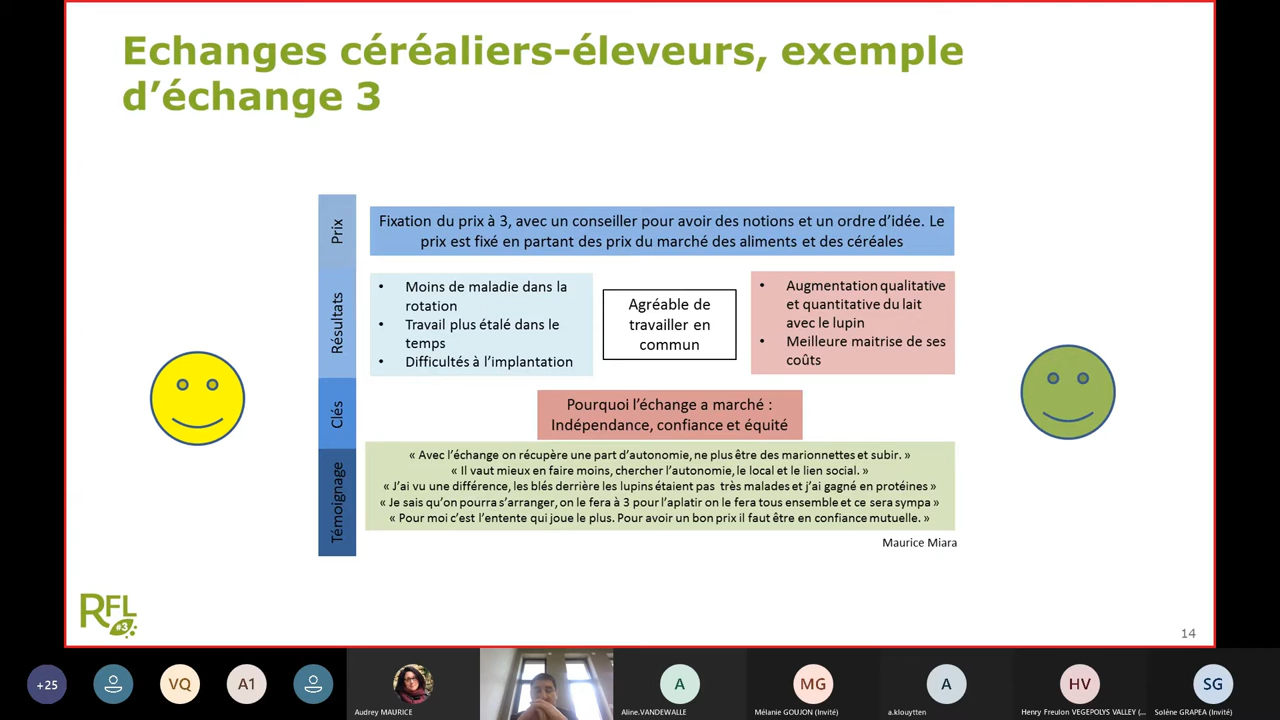 Echanges céréaliers-éleveurs, exemple
d’échange 3
Prix
Fixation du prix à 3, avec un conseiller pour avoir des notions et un ordre d’idée. Le
prix est fixé en partant des prix du marché des aliments et des céréales
Résultats
• Moins de maladie dans la
rotation
• Travail plus étalé dans le
temps
• Difficultés à l’implantation
Agréable de
travailler en
commun
• Augmentation qualitative
et quantitative du lait
avec le lupin
• Meilleure maitrise de ses
coûts
Clés
Pourquoi l’échange a marché :
Indépendance, confiance et équité
Témoignage
« Avec l’échange on récupère une part d’autonomie, ne plus être des marionnettes et subir. »
« Il vaut mieux en faire moins, chercher l’autonomie, le local et le lien social. »
« J’ai vu une différence, les blés derrière les lupins étaient pas très malades et j’ai gagné en protéines »
« Je sais qu’on pourra s’arranger, on le fera à 3 pour l’aplatir on le fera tous ensemble et ce sera sympa »
« Pour moi c’est l’entente qui joue le plus. Pour avoir un bon prix il faut être en confiance mutuelle. »
Maurice Miara
RFL
#3
14
+25
VQ
A1
A
MG
A
HV
SG
Audrey MAURICE
Aline.VANDEWALLE
Mélanie GOUJON (Invité)
a.klouytten
Henry Freulon VEGEPOLYS VALLEY (...
Solène GRAPEA (Invité)